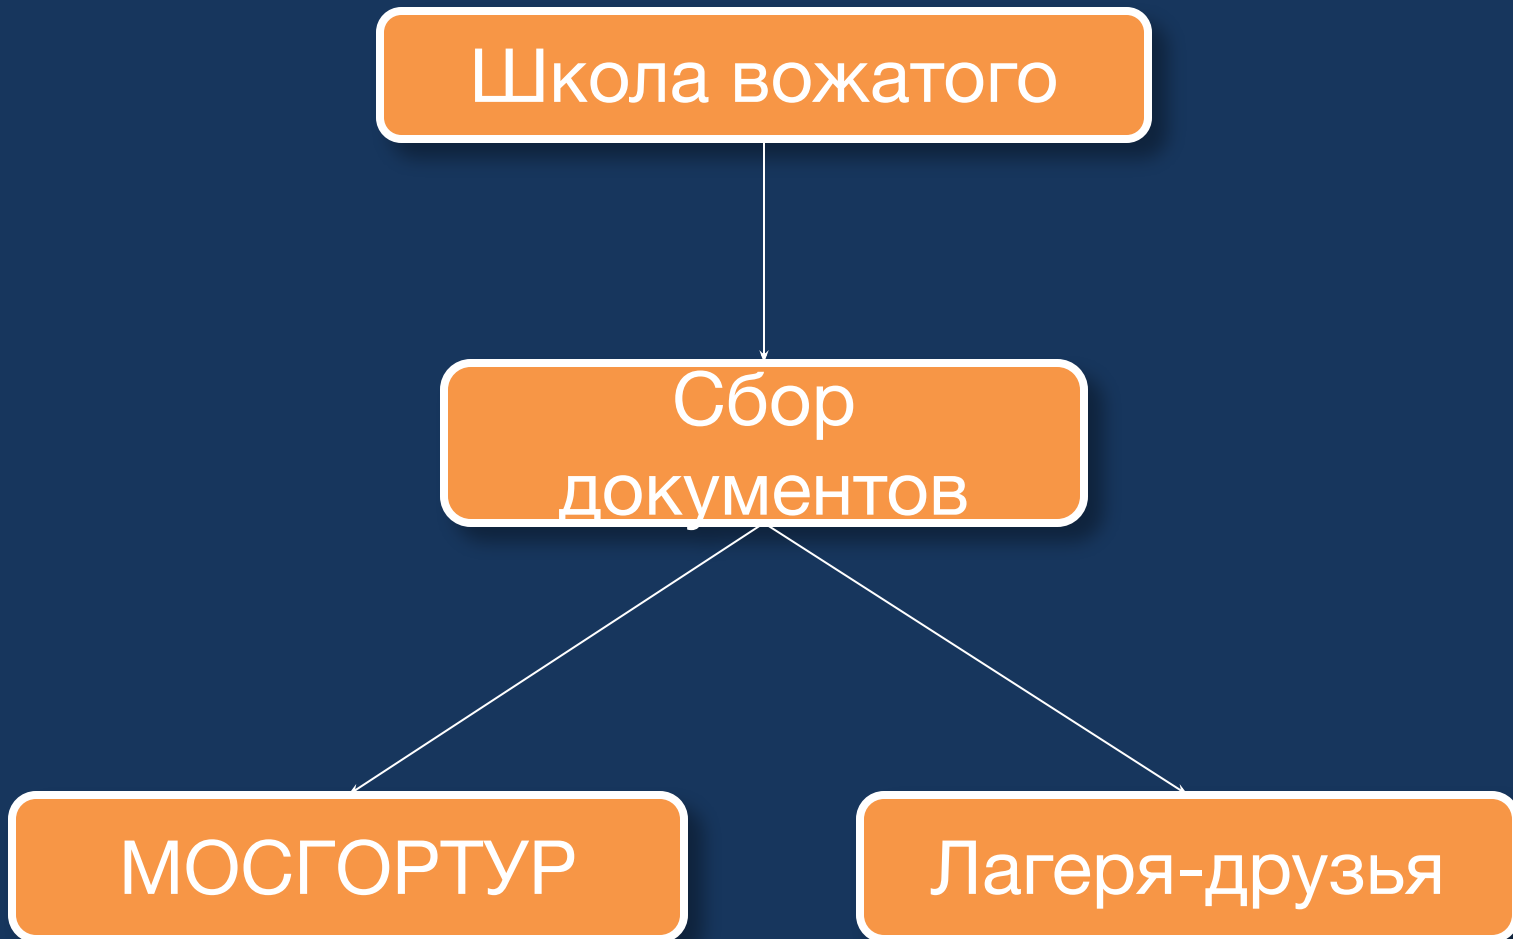 Школа вожатого
Сбор
документов
МОСГОРТУР
Лагеря-друзья